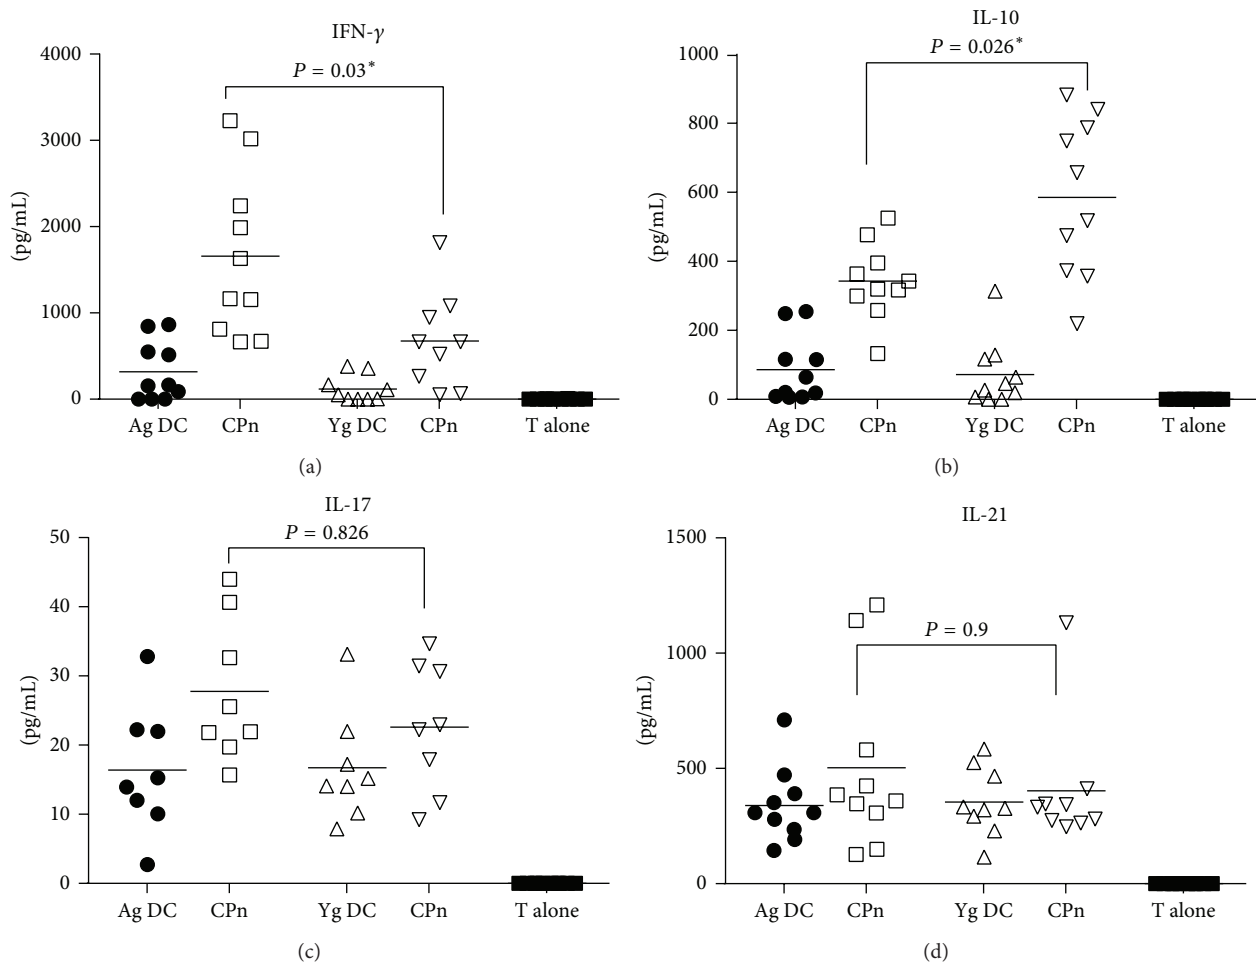 IFN-γ
P = 0.03*
4000
3000
2000
1000
0
(pg/mL)
Ag DC CPn Yg DC CPn T alone
(a)
IL-10
P = 0.026*
1000
800
600
400
200
0
(pg/mL)
Ag DC CPn Yg DC CPn T alone
(b)
IL-17
P = 0.826
50
40
30
20
10
0
(pg/mL)
Ag DC CPn Yg DC CPn T alone
(c)
IL-21
P = 0.9
1500
1000
500
0
(pg/mL)
Ag DC CPn Yg DC CPn T alone
(d)